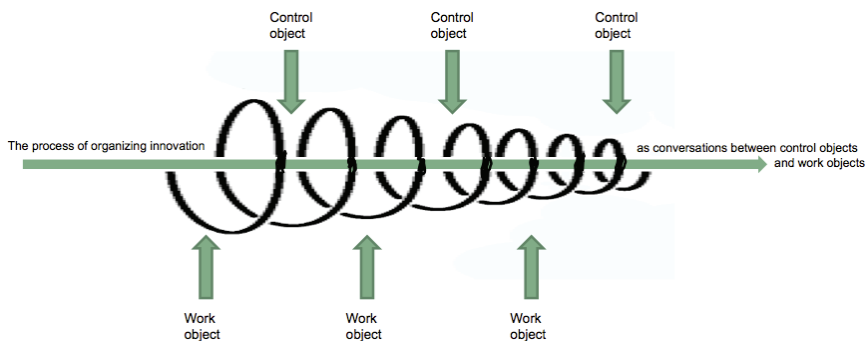 Control
object
Control
object
Control
object
The process of organizing innovation
as conversations between control objects
and work objects
Work
object
Work
object
Work
object